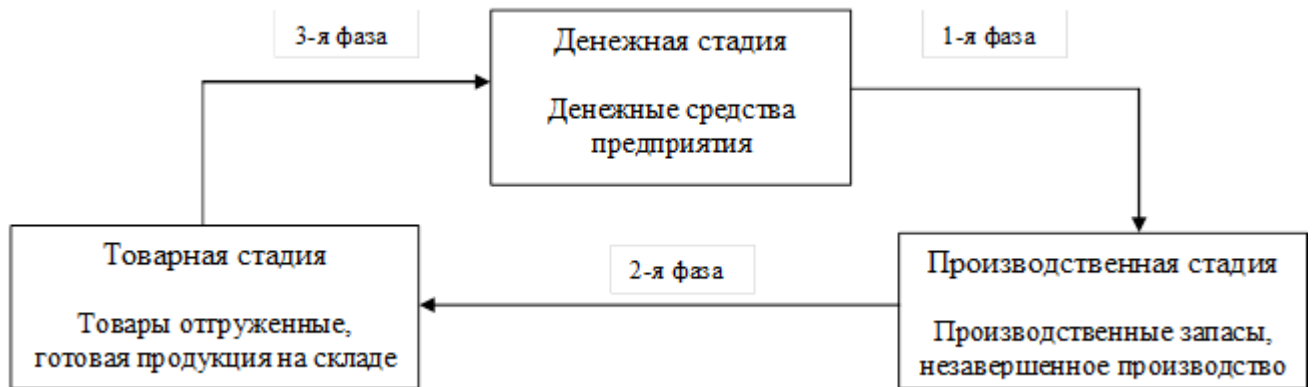 3-я фаза
Денежная стадия
1-я фаза
Денежные средства
предприятия
Товарная стадия
2-я фаза
Производственная стадия
Товары отгруженные,
готовая продукция на складе
Производственные запасы,
незавершенное производство